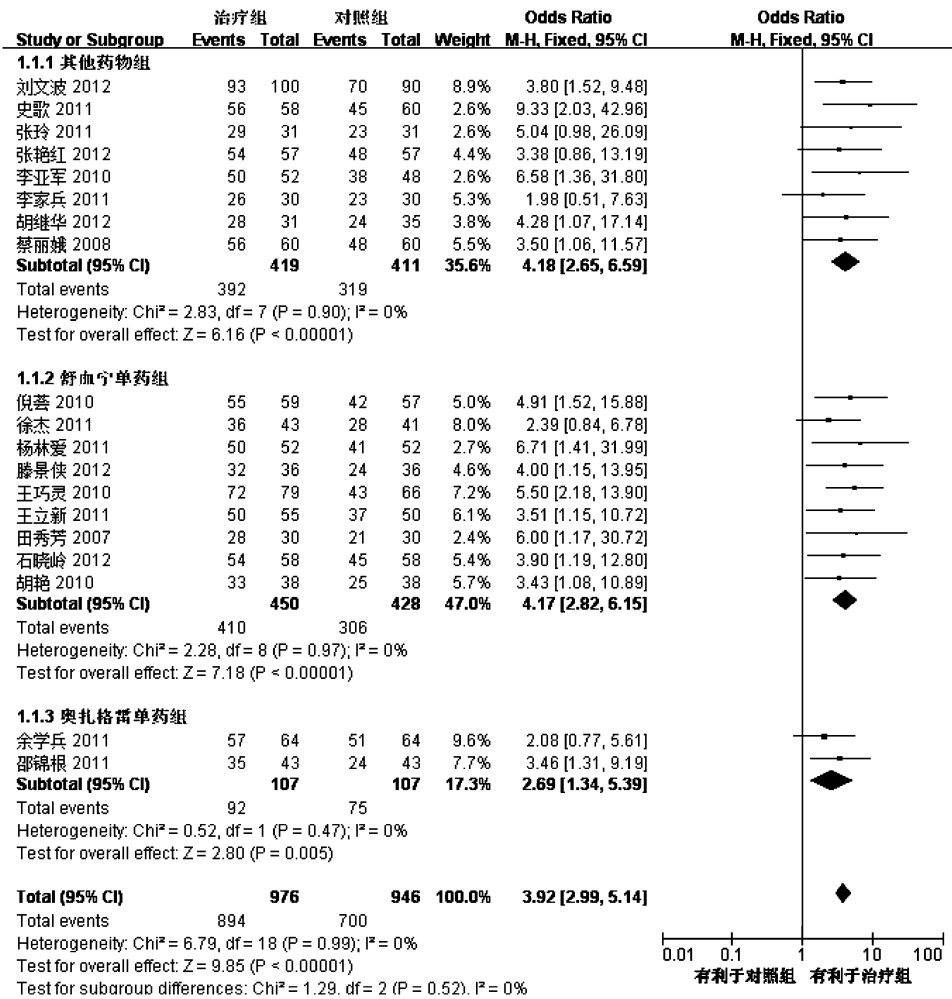 治疗组 对照组 Odds Ratio Odds Ratio
Study or Subgroup Events Total Events Total Weight M-H, Fixed, 95% CI M-H, Fixed, 95% CI
1.1.1 其他药物组
刘文波 2012 93 100 70 90 8.9% 3.80 [1.52, 9.48]
史歌 2011 56 58 45 60 2.6% 9.33 [2.03, 42.96]
张玲 2011 29 31 23 31 2.6% 5.04 [0.98, 26.09]
张艳红 2012 54 57 48 57 4.4% 3.38 [0.86, 13.19]
李亚军 2010 50 52 38 48 2.6% 6.58 [1.36, 31.80]
李家兵 2011 26 30 23 30 5.3% 1.98 [0.51, 7.63]
胡继华 2012 28 31 24 35 3.8% 4.28 [1.07, 17.14]
蔡丽娥 2008 56 60 48 60 5.5% 3.50 [1.06, 11.57]
Subtotal (95% CI) 419 411 35.6% 4.18 [2.65, 6.59]
Total events 392 319
Heterogeneity: Chi² = 2.83, df = 7 (P = 0.90); I² = 0%
Test for overall effect: Z = 6.16 (P < 0.00001)
1.1.2 舒血宁单药组
倪荟 2010 55 59 42 57 5.0% 4.91 [1.52, 15.88]
徐杰 2011 36 43 28 41 8.0% 2.39 [0.84, 6.78]
杨林爱 2011 50 52 41 52 2.7% 6.71 [1.41, 31.99]
滕景侠 2012 32 36 24 36 4.6% 4.00 [1.15, 13.95]
王巧灵 2010 72 79 43 66 7.2% 5.50 [2.18, 13.90]
王立新 2011 50 55 37 50 6.1% 3.51 [1.15, 10.72]
田秀芳 2007 28 30 21 30 2.4% 6.00 [1.17, 30.72]
石晓岭 2012 54 58 45 58 5.4% 3.90 [1.19, 12.80]
胡艳 2010 33 38 25 38 5.7% 3.43 [1.08, 10.89]
Subtotal (95% CI) 450 428 47.0% 4.17 [2.82, 6.15]
Total events 410 306
Heterogeneity: Chi² = 2.28, df = 8 (P = 0.97); I² = 0%
Test for overall effect: Z = 7.18 (P < 0.00001)
1.1.3 奥扎格雷单药组
余学兵 2011 57 64 51 64 9.6% 2.08 [0.77, 5.61]
邵锦根 2011 35 43 24 43 7.7% 3.46 [1.31, 9.19]
Subtotal (95% CI) 107 107 17.3% 2.69 [1.34, 5.39]
Total events 92 75
Heterogeneity: Chi² = 0.52, df = 1 (P = 0.47); I² = 0%
Test for overall effect: Z = 2.80 (P = 0.005)
Total (95% CI) 976 946 100.0% 3.92 [2.99, 5.14]
Total events 894 700
Heterogeneity: Chi² = 6.79, df = 18 (P = 0.99); I² = 0%
Test for overall effect: Z = 9.85 (P < 0.00001)
Test for subgroup differences: Chi² = 1.29, df = 2 (P = 0.52), I² = 0%
0.01 0.1 1 10 100
有利于对照组 有利于治疗组